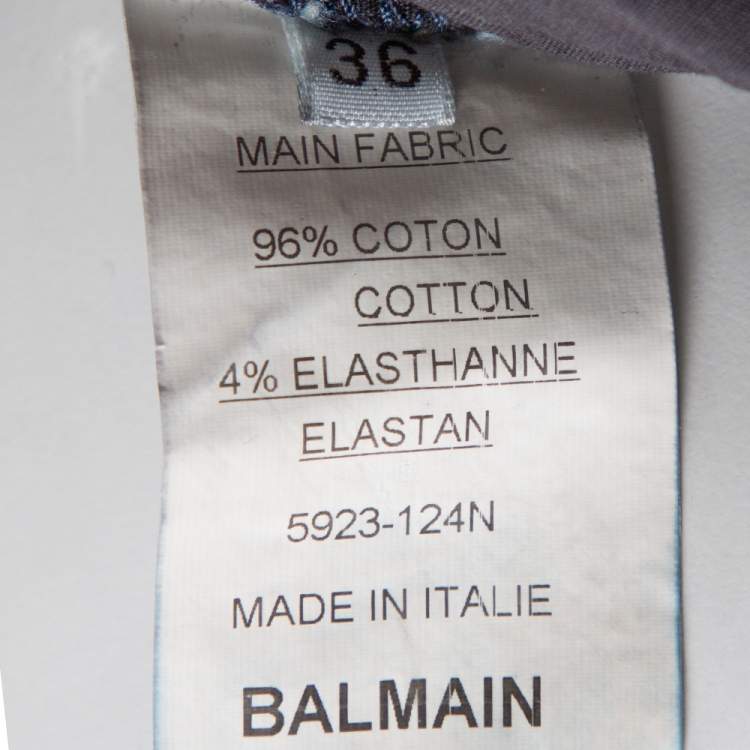 36
MAIN FABRIC
96% COTON
COTTON
4% ELASTHANNE
ELASTAN
5923-124N
MADE IN ITALIE
BALMAIN